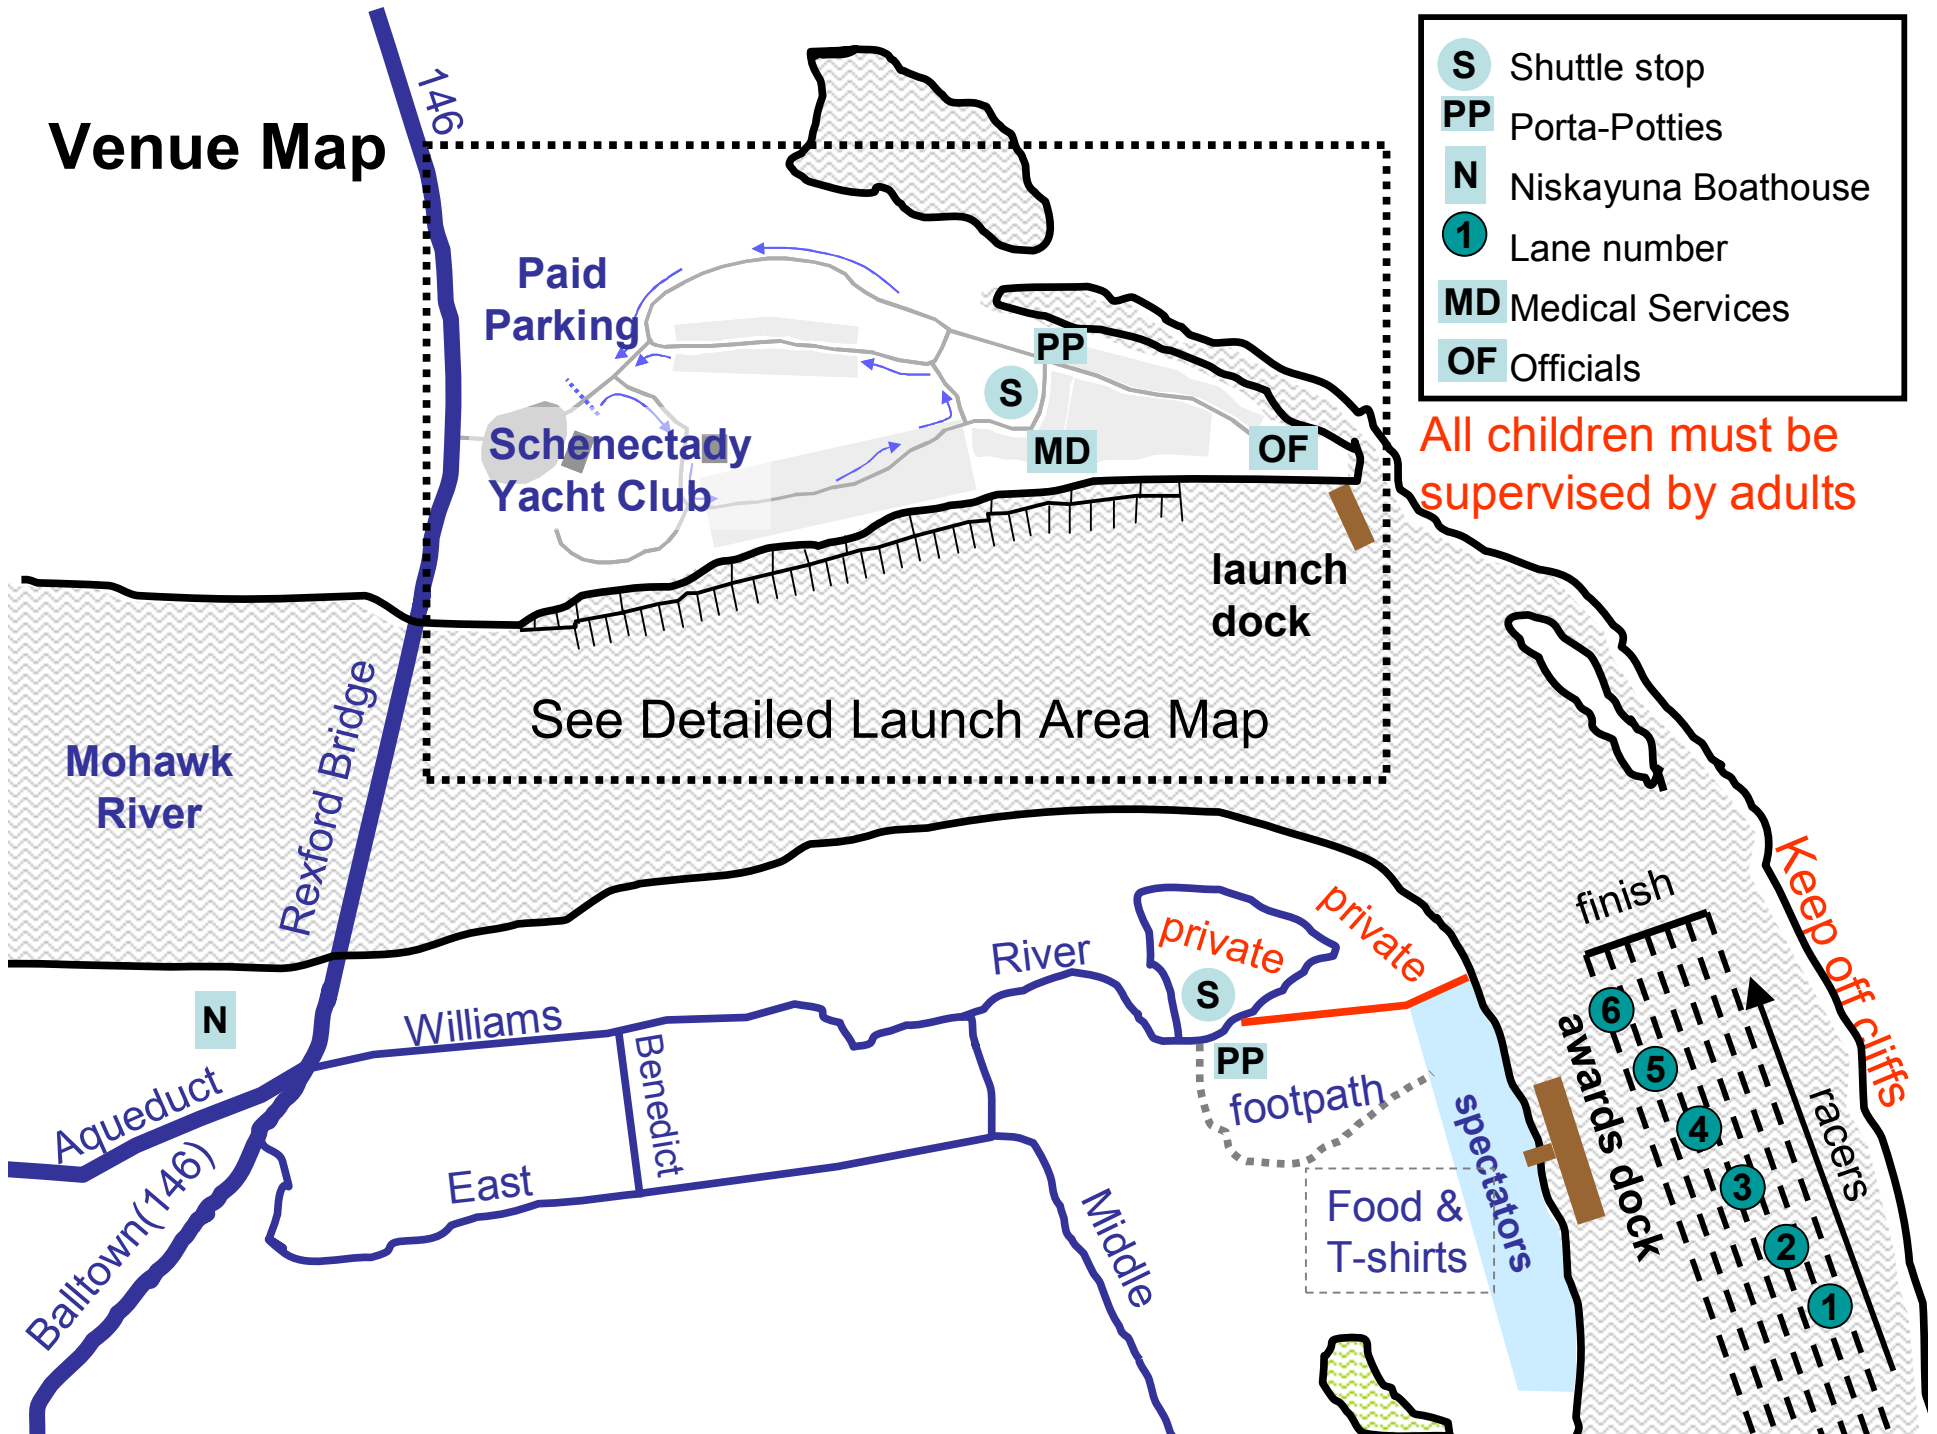 Venue Map
146
S Shuttle stop
PP Porta-Potties
N Niskayuna Boathouse
1 Lane number
MD Medical Services
OF Officials
All children must be
supervised by adults
Paid
Parking
PP
S
MD
OF
Schenectady
Yacht Club
launch
dock
See Detailed Launch Area Map
Mohawk
River
Rexford Bridge
Keep off cliffs
finish
private
private
River
S
N
Williams
Benedict
PP
footpath
Aqueduct
East
Balltown(146)
Middle
spectators
awards dock
Food &
T-shirts
racers
6
5
4
3
2
1